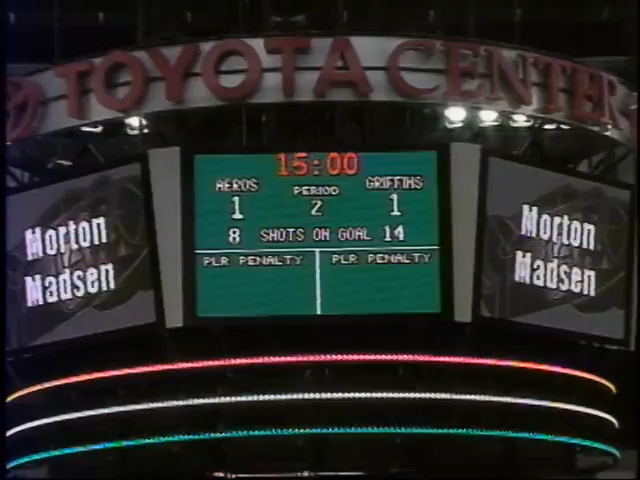 TOYOTA CENTER
Morton
Madsen
15:00
AEROS PERIOD GRIFFINS
1 2 1
8 SHOTS ON GOAL 14
PLR PENALTY PLR PENALTY
Morton
Madsen